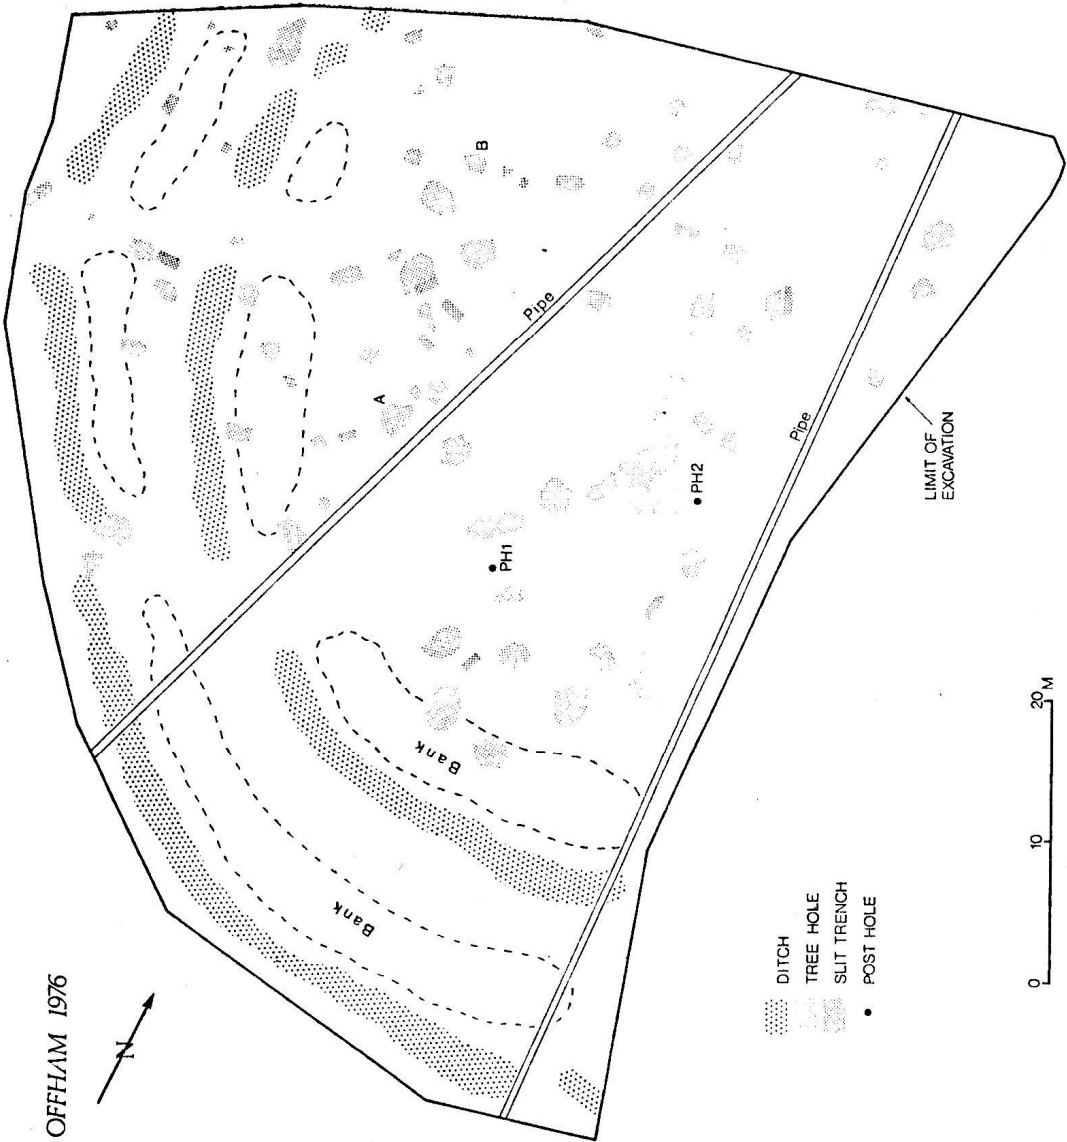 OFFHAM 1976
N
A
B
Pipe
Pipe
PH1
PH2
LIMIT OF
EXCAVATION
Bank
Bank
DITCH
TREE HOLE
SLIT TRENCH
POST HOLE
0 10 20 M